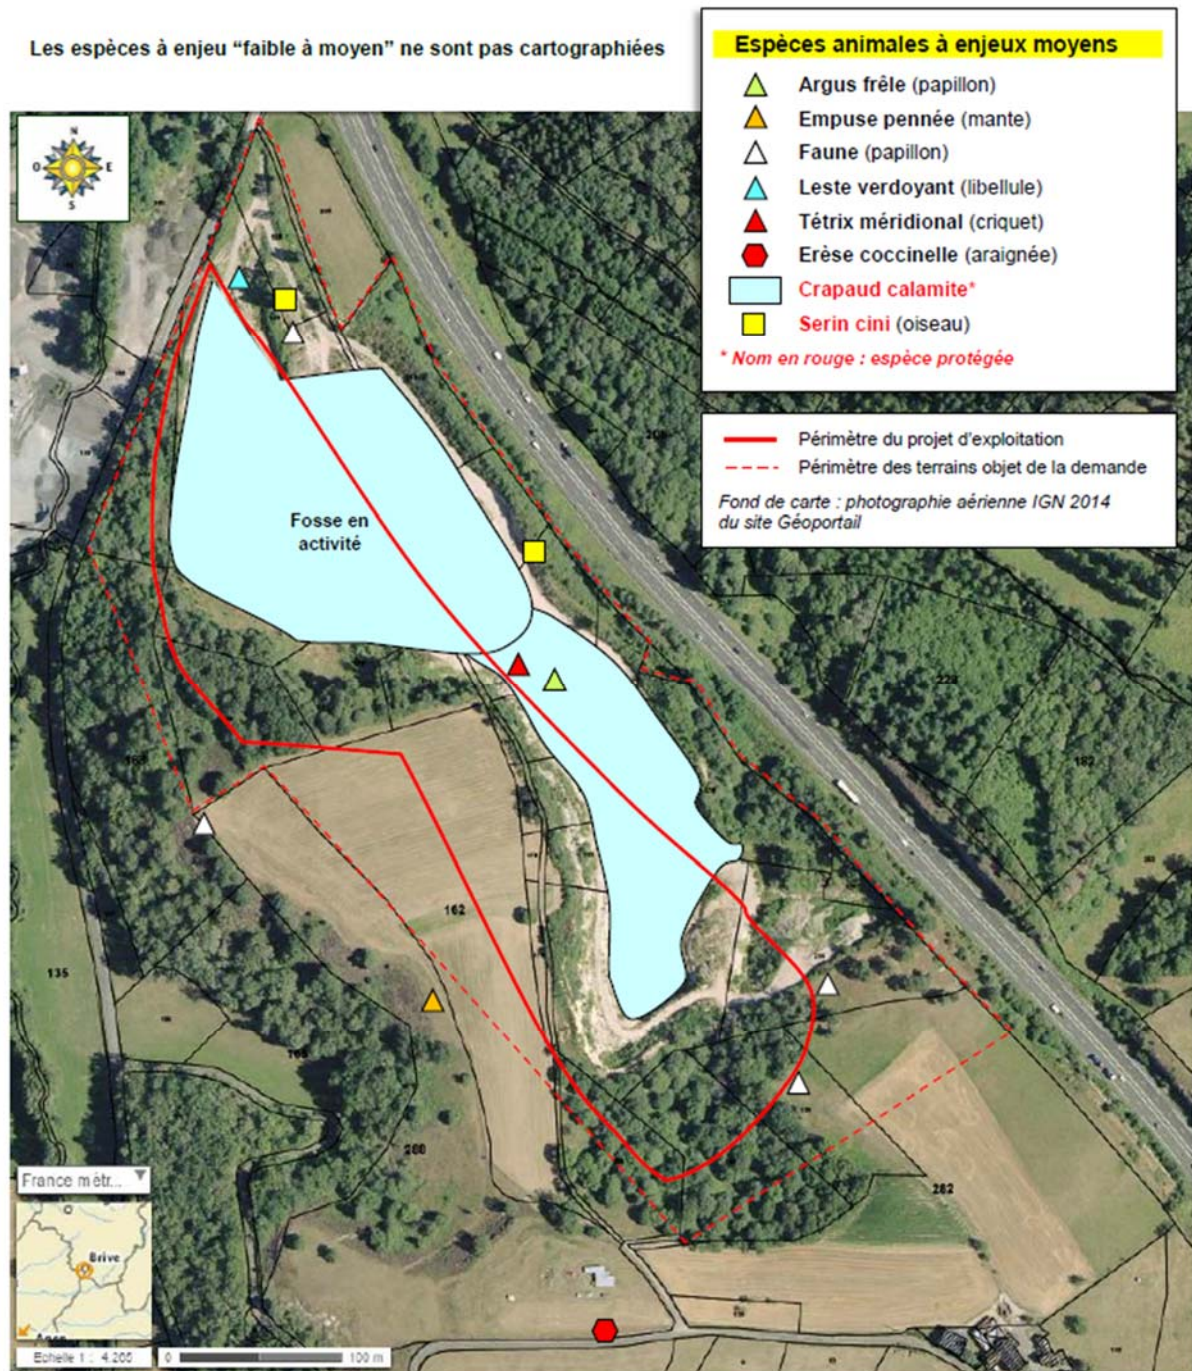 Les espèces à enjeu “faible à moyen” ne sont pas cartographiées
Espèces animales à enjeux moyens
Argus frêle (papillon)
Empuse pennée (mante)
Faune (papillon)
Leste verdoyant (libellule)
Tétrix méridional (criquet)
Erèse coccinelle (araignée)
Crapaud calamite*
Serin cini (oiseau)
* Nom en rouge : espèce protégée
Périmètre du projet d'exploitation
Périmètre des terrains objet de la demande
Fond de carte : photographie aérienne IGN 2014
du site Géoportail
N
O
E
S
Fosse en
activité
182
162
135
282
France métr...
Brive
Echelle 1 : 4.265
0
100 m